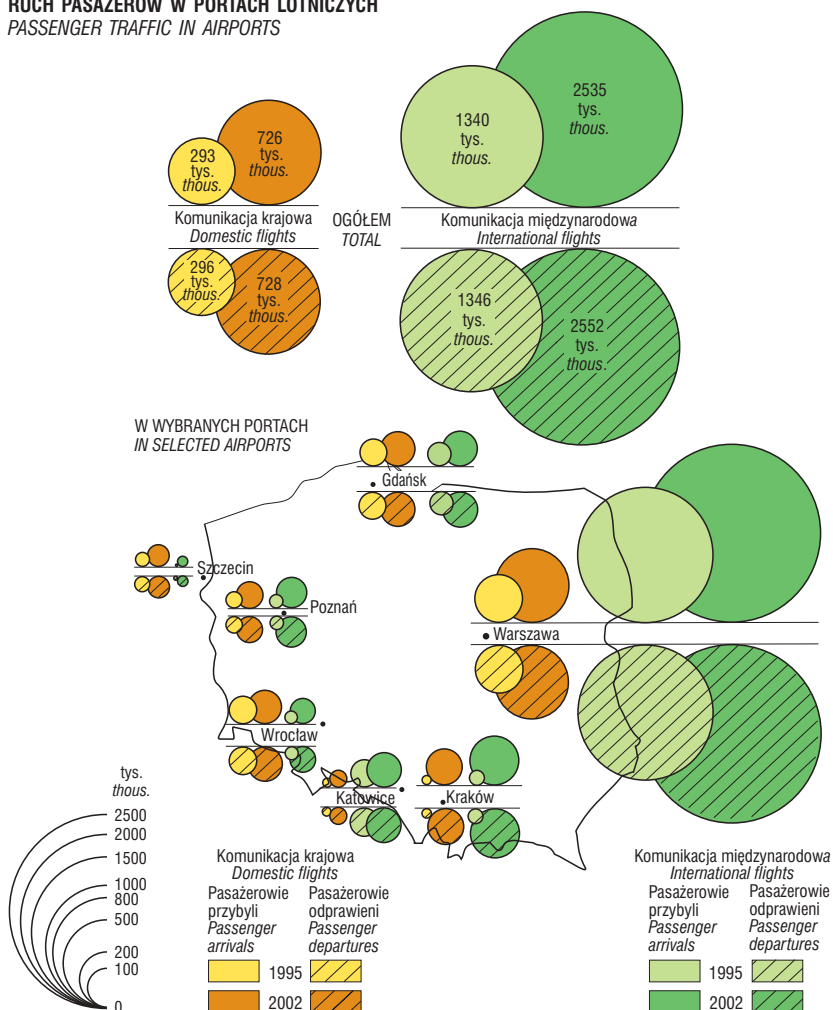 RUCH PASAŻERÓW W PORTACH LOTNICZYCH
PASSENGER TRAFFIC IN AIRPORTS
293
tys.
thous.
726
tys.
thous.
1340
tys.
thous.
2535
tys.
thous.
Komunikacja krajowa
Domestic flights
OGÓŁEM
TOTAL
Komunikacja międzynarodowa
International flights
296
tys.
thous.
728
tys.
thous.
1346
tys.
thous.
2552
tys.
thous.
W WYBRANYCH PORTACH
IN SELECTED AIRPORTS
Gdańsk
Szczecin
Poznań
Warszawa
Wrocław
Katowice
Kraków
tys.
thous.
2500
2000
1500
1000
800
500
200
100
0
Komunikacja krajowa
Domestic flights
Pasażerowie
przybyli
Passenger
arrivals
Pasażerowie
odprawieni
Passenger
departures
1995
2002
Komunikacja międzynarodowa
International flights
Pasażerowie
przybyli
Passenger
arrivals
Pasażerowie
odprawieni
Passenger
departures
1995
2002